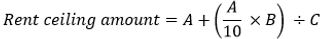 Rent ceiling amount = A + (A/10 × B) ÷ C